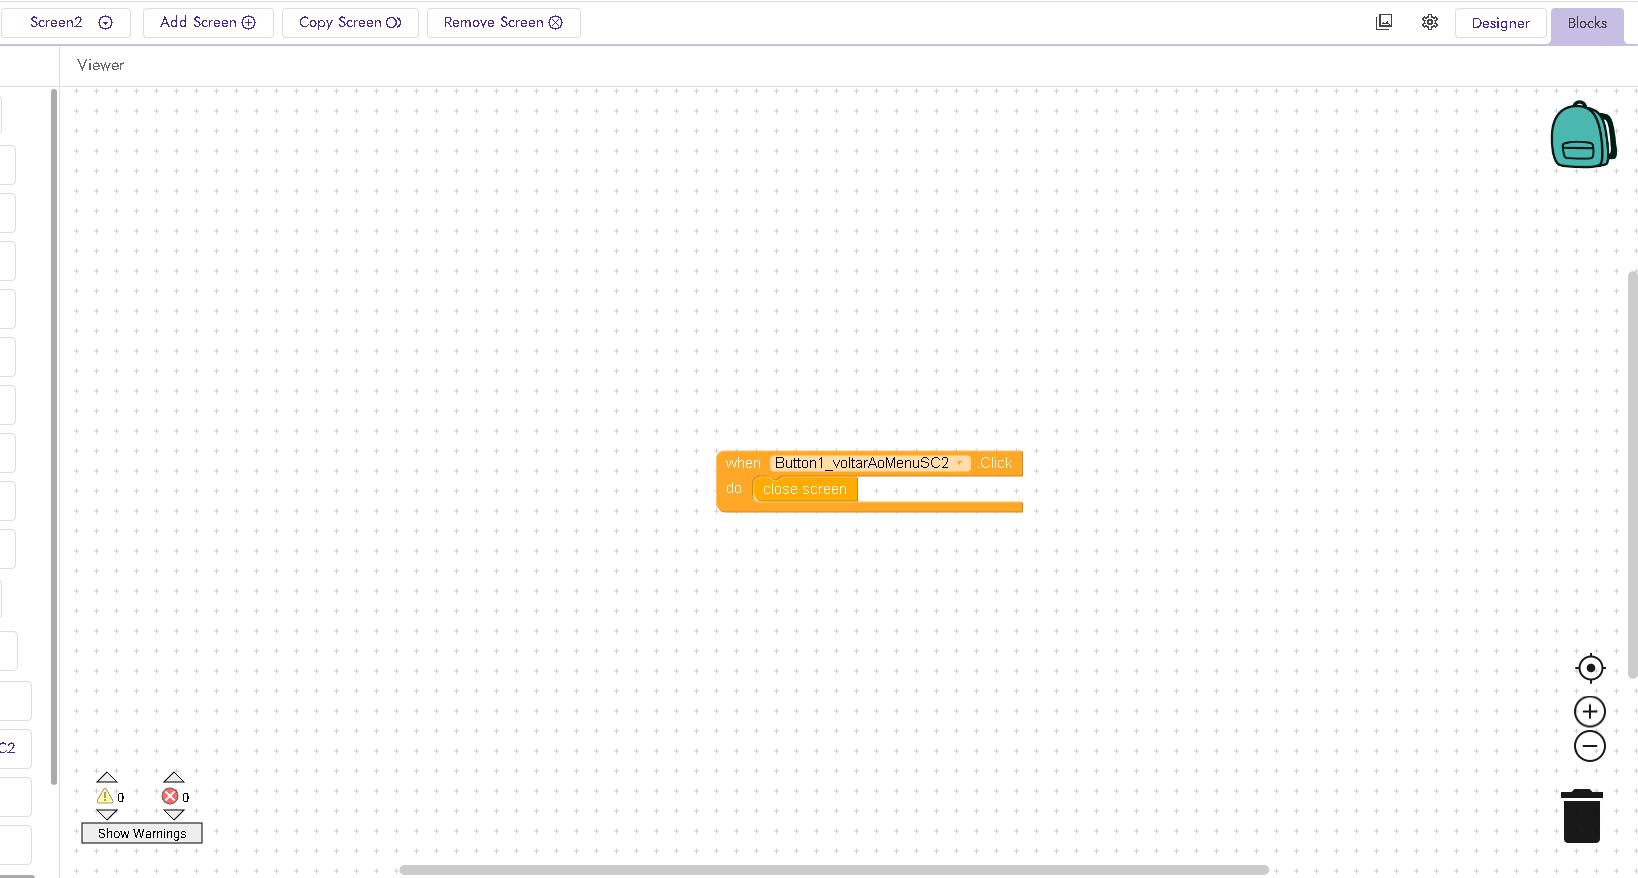 Screen2 Add Screen Copy Screen Remove Screen Designer Blocks
Viewer
when Button1_voltarAoMenuSC2 .Click
do close screen
C2
0 0
Show Warnings